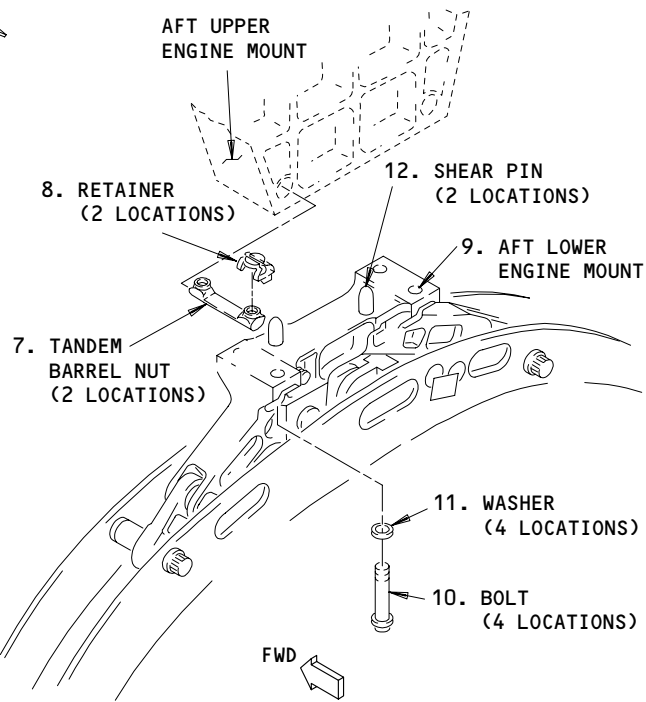 AFT UPPER
ENGINE MOUNT
12. SHEAR PIN
(2 LOCATIONS)
8. RETAINER
(2 LOCATIONS)
9. AFT LOWER
ENGINE MOUNT
7. TANDEM
BARREL NUT
(2 LOCATIONS)
11. WASHER
(4 LOCATIONS)
10. BOLT
(4 LOCATIONS)
FWD